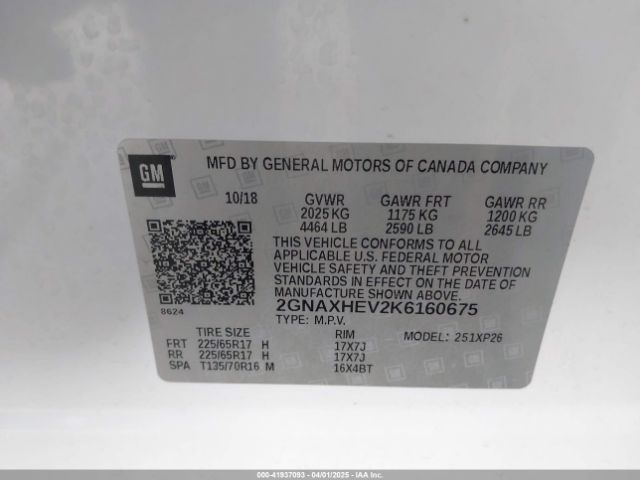 GM
MFD BY GENERAL MOTORS OF CANADA COMPANY
10/18 GVWR GAWR FRT GAWR RR
2025 KG 1175 KG 1200 KG
4464 LB 2590 LB 2645 LB
THIS VEHICLE CONFORMS TO ALL
APPLICABLE U.S. FEDERAL MOTOR
VEHICLE SAFETY AND THEFT PREVENTION
STANDARDS IN EFFECT ON THE DATE OF
MANUFACTURE SHOWN ABOVE.
8624 2GNAXHEV2K6160675
TYPE: M.P.V. MODEL: 251XP26
TIRE SIZE RIM
FRT 225/65R17 H 17X7J
RR 225/65R17 H 17X7J
SPA T135/70R16 M 16X4BT
00-41937093 - 04/01/2025 - IAAI.COM